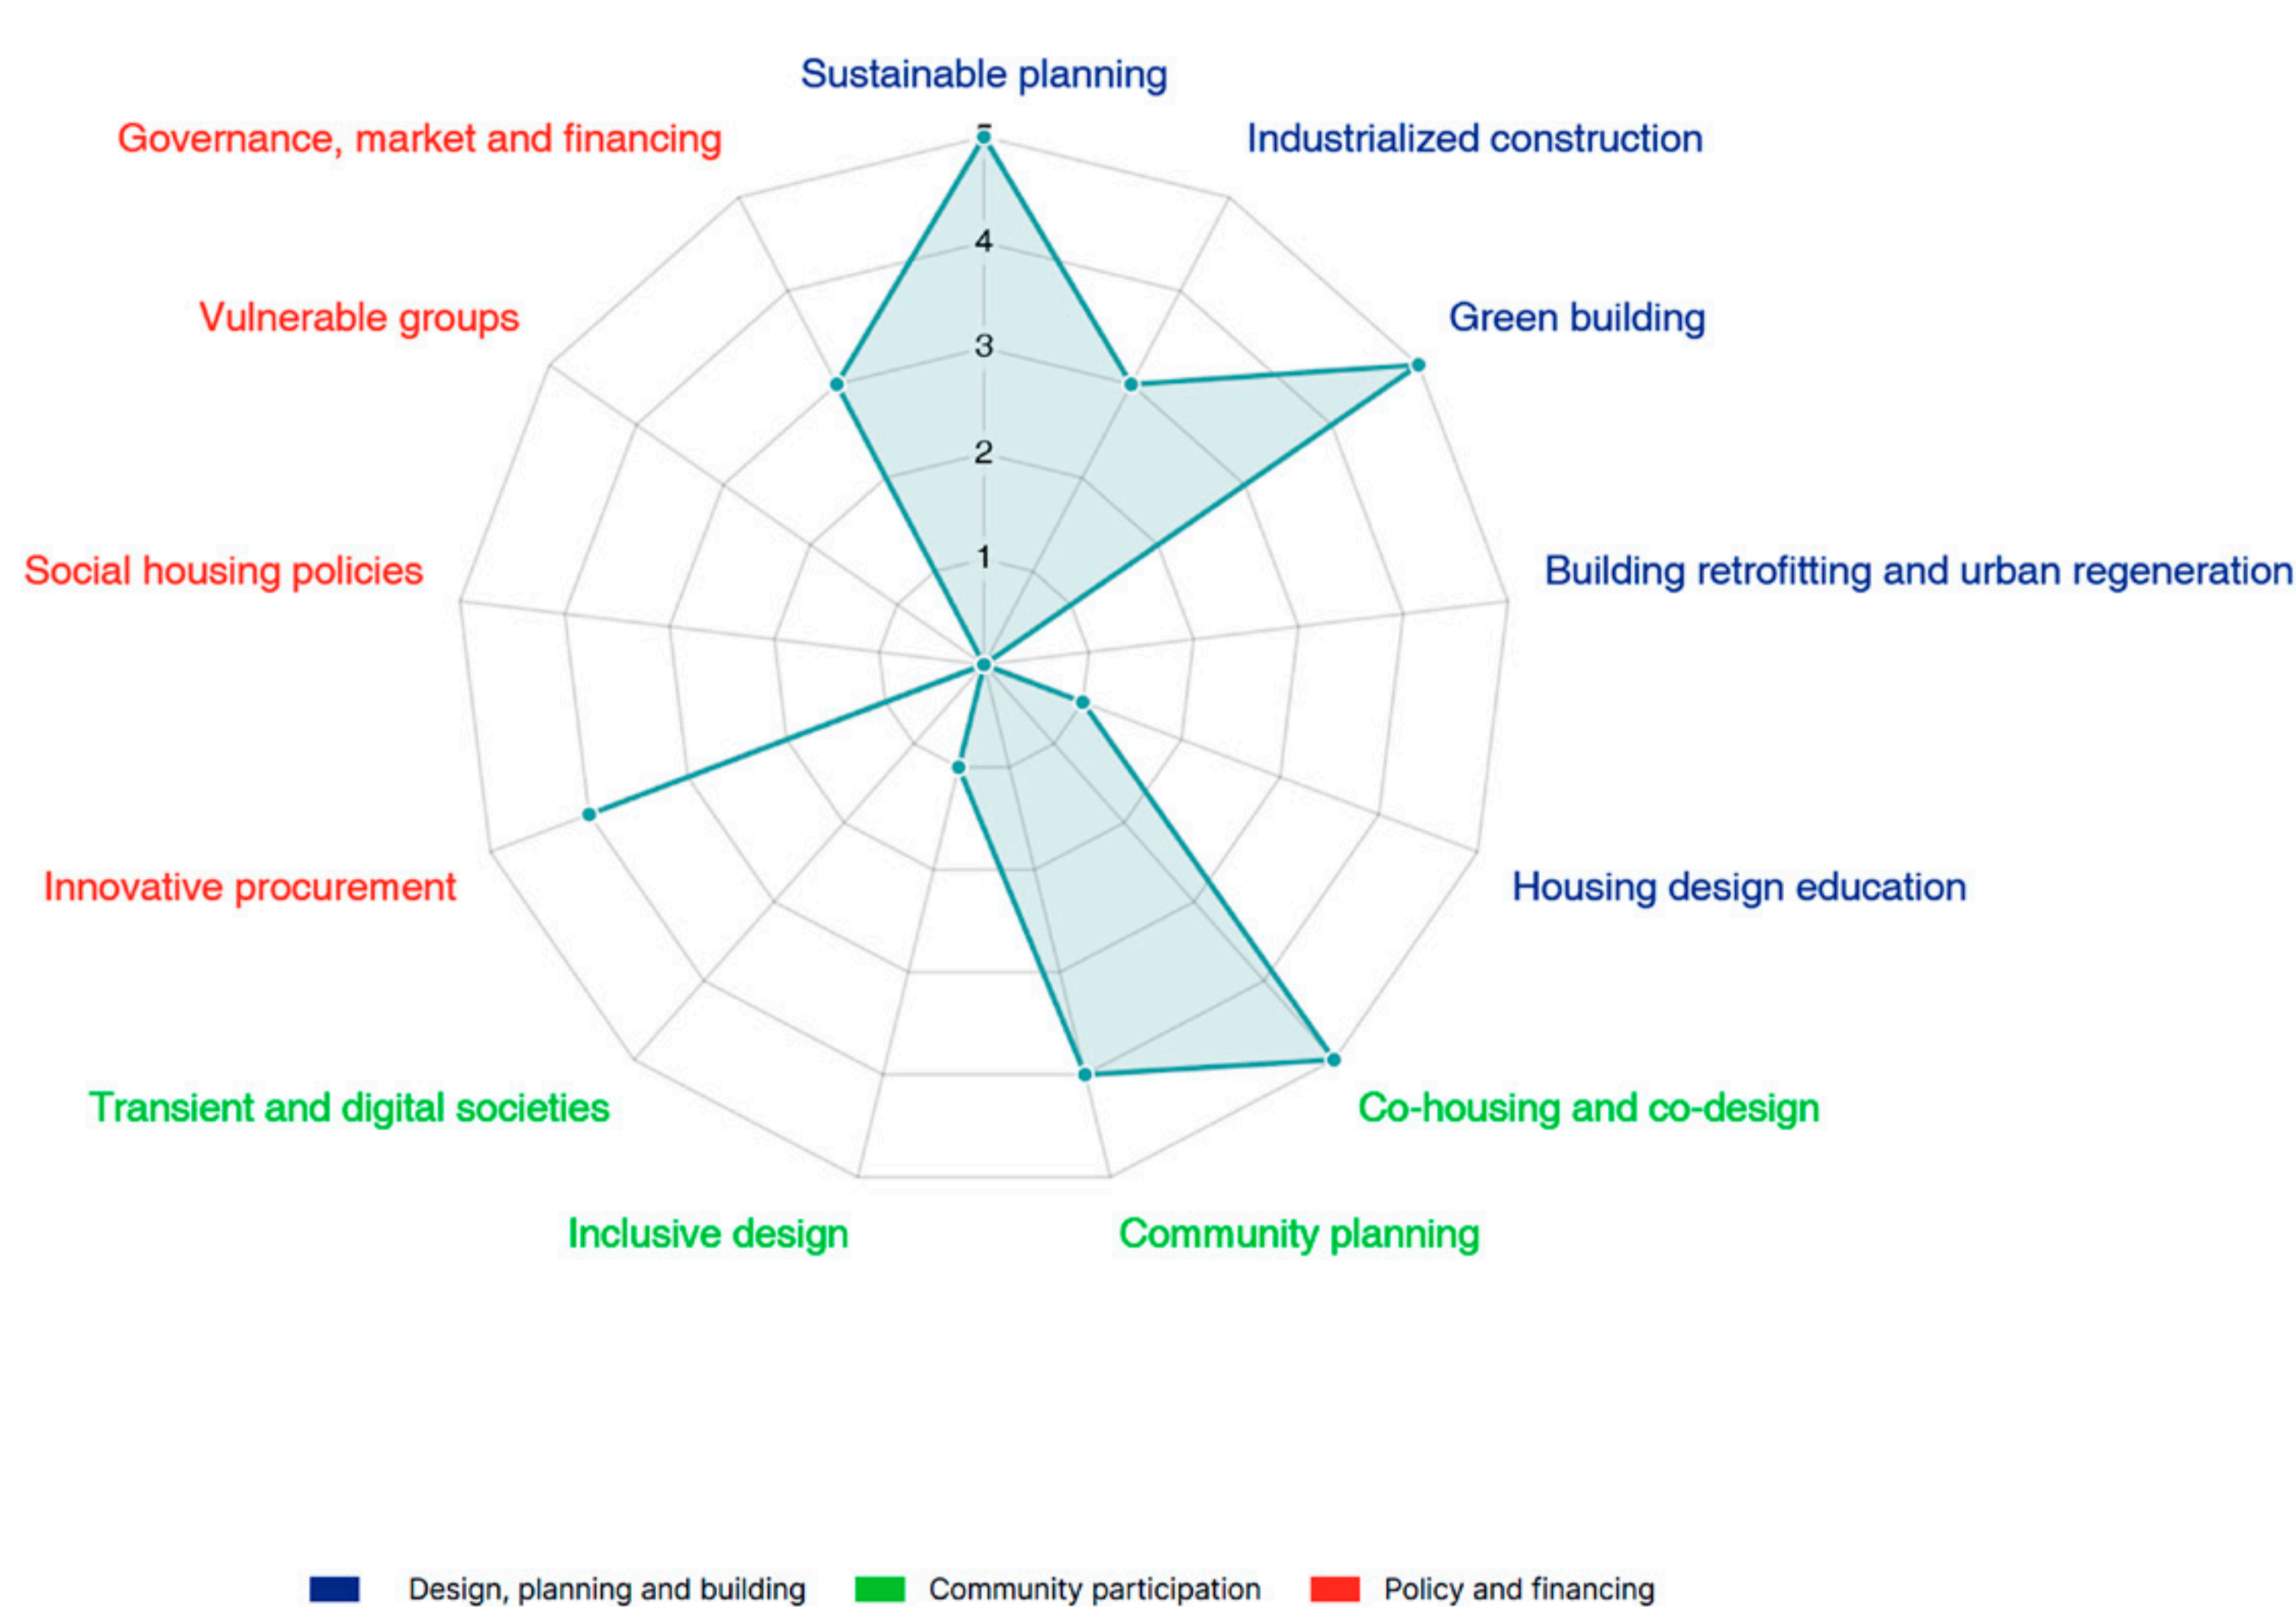 Sustainable planning
Governance, market and financing
Industrialized construction
Vulnerable groups
Green building
4
3
2
1
Social housing policies
Building retrofitting and urban regeneration
Innovative procurement
Housing design education
Transient and digital societies
Co-housing and co-design
Inclusive design
Community planning
Design, planning and building
Community participation
Policy and financing